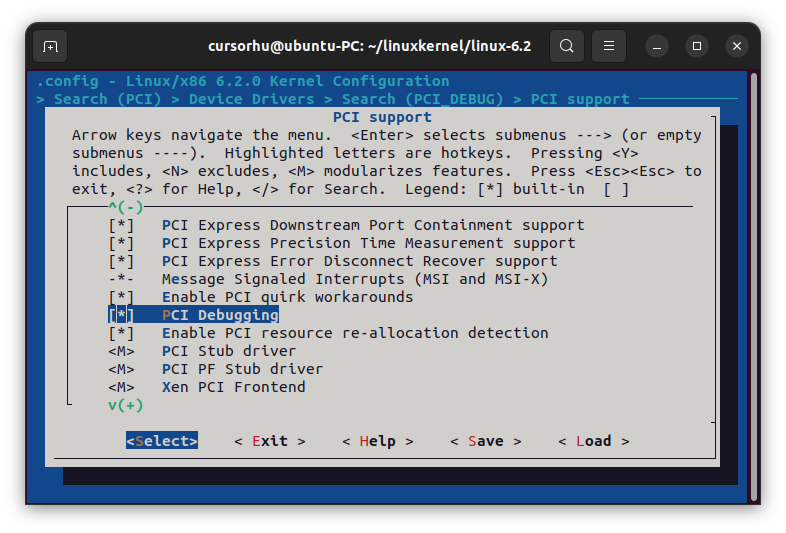 cursorhu@ubuntu-PC: ~/linuxkernel/linux-6.2
.config - Linux/x86 6.2.0 Kernel Configuration
> Search (PCI) > Device Drivers > Search (PCI_DEBUG) > PCI support
PCI support
Arrow keys navigate the menu.  <Enter> selects submenus ---> (or empty
submenus ----).  Highlighted letters are hotkeys.  Pressing <Y>
includes, <N> excludes, <M> modularizes features.  Press <Esc><Esc> to
exit, <?> for Help, </> for Search.  Legend: [*] built-in  [ ]
^(-)
[*]   PCI Express Downstream Port Containment support
[*]   PCI Express Precision Time Measurement support
[*]   PCI Express Error Disconnect Recover support
-*-   Message Signaled Interrupts (MSI and MSI-X)
[*]   Enable PCI quirk workarounds
[*]   PCI Debugging
[*]   Enable PCI resource re-allocation detection
<M>   PCI Stub driver
<M>   PCI PF Stub driver
<M>   Xen PCI Frontend
v(+)
<Select>    < Exit >    < Help >    < Save >    < Load >